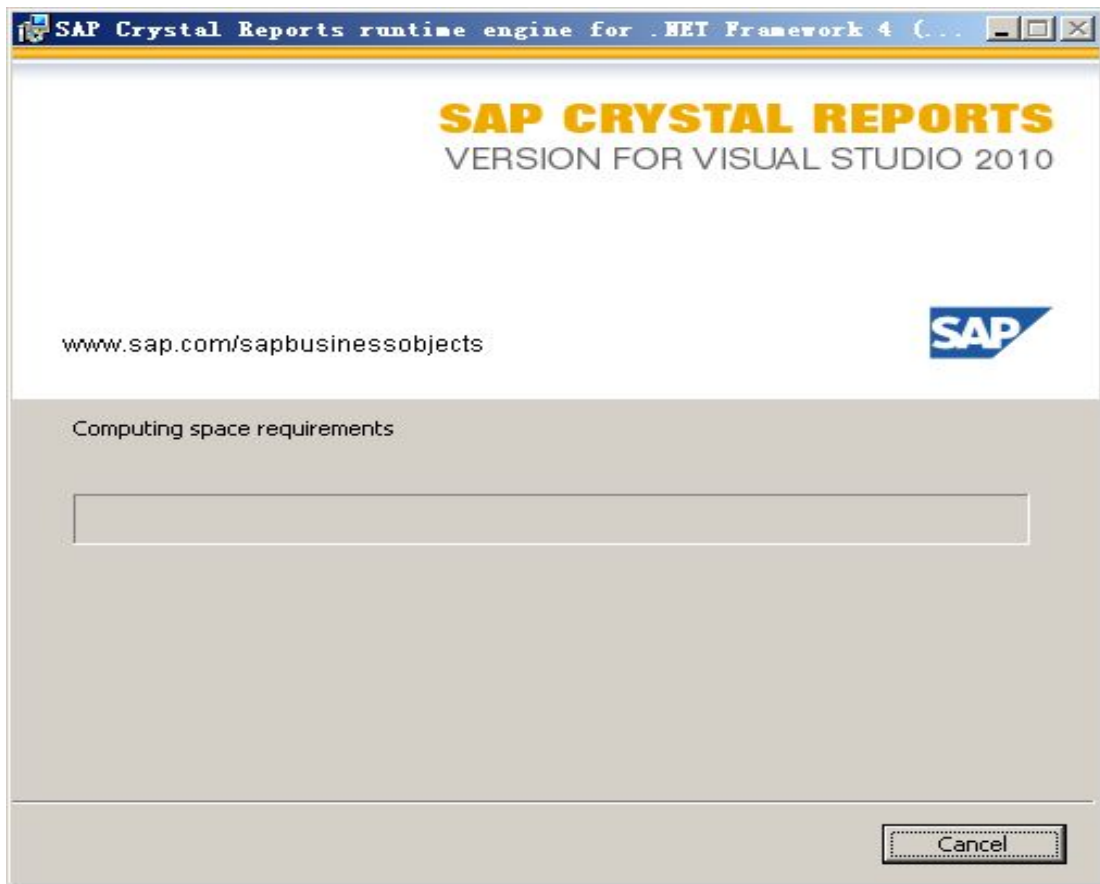 SAP Crystal Reports runtime engine for .NET Framework 4 (...
SAP CRYSTAL REPORTS
VERSION FOR VISUAL STUDIO 2010
www.sap.com/sapbusinessobjects
SAP
Computing space requirements
Cancel